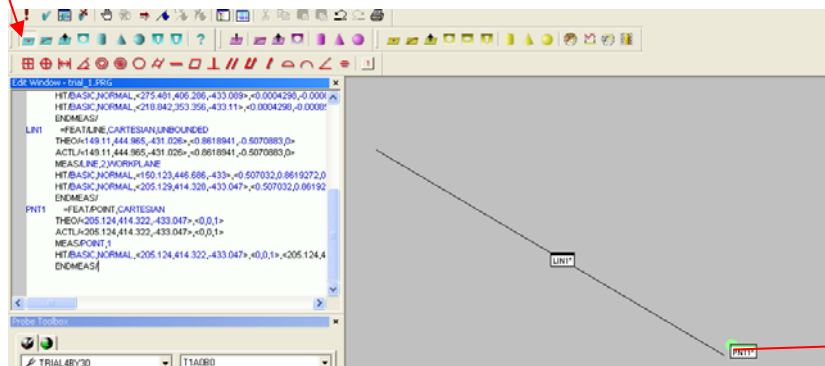 Edit Window - trial_1.PRG
HIT/BASIC,NORMAL,<275.481,406.286,-433.089>,<0.0004298,-0.000
HIT/BASIC,NORMAL,<218.842,353.356,-433.11>,<0.0004298,-0.0008
ENDMEAS/
LIN1 =FEAT/LINE,CARTESIAN,UNBOUNDED
THEO/<149.11,444.965,-431.026>,<0.8618941,-0.5070883,0>
ACTL/<149.11,444.965,-431.026>,<0.8618941,-0.5070883,0>
MEAS/LINE,2,WORKPLANE
HIT/BASIC,NORMAL,<150.123,446.686,-433>,<0.507032,0.8619272,0
HIT/BASIC,NORMAL,<205.129,414.328,-433.047>,<0.507032,0.86192
ENDMEAS/
PNT1 =FEAT/POINT,CARTESIAN
THEO/<205.124,414.322,-433.047>,<0,0,1>
ACTL/<205.124,414.322,-433.047>,<0,0,1>
MEAS/POINT,1
HIT/BASIC,NORMAL,<205.124,414.322,-433.047>,<0,0,1>,<205.124,4
ENDMEAS/
LIN1*
PNT1*
Probe Toolbox
TRIAL4BY30 T1A0B0